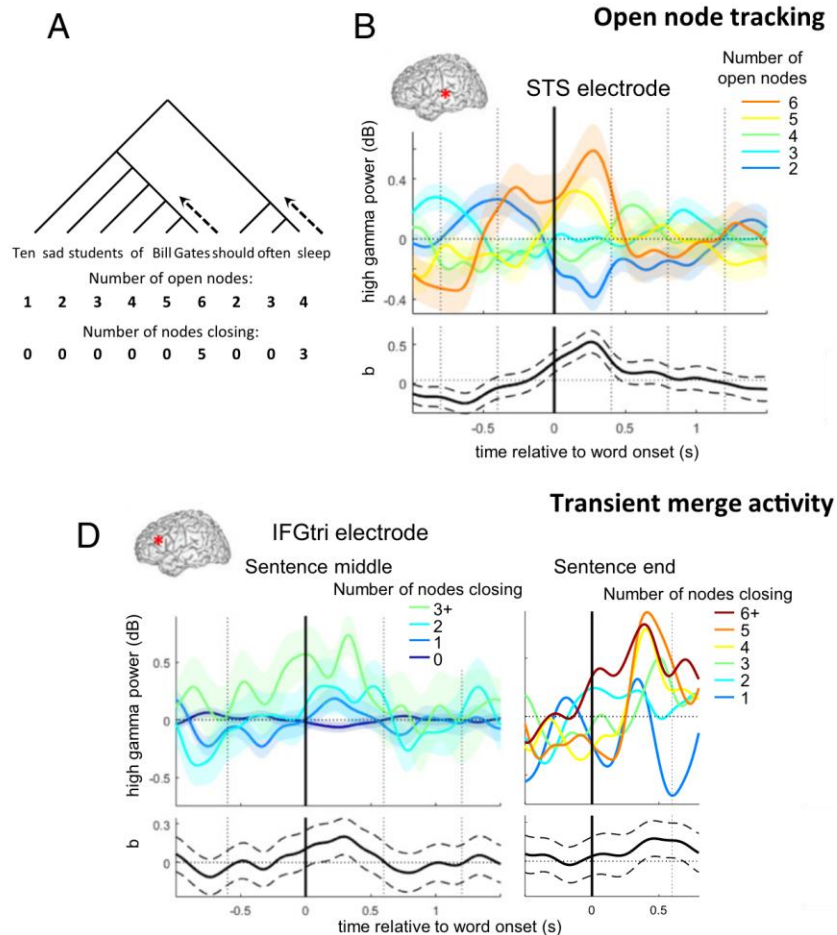 A
Ten sad students of Bill Gates should often sleep
Number of open nodes:
1 2 3 4 5 6 2 3 4
Number of nodes closing:
0 0 0 0 0 5 0 0 3
Open node tracking
B
STS electrode
Number of
open nodes
6
5
4
3
2
high gamma power (dB)
0.4
0
-0.4
b
0.5
0
-0.5 0 0.5 1
time relative to word onset (s)
Transient merge activity
D
IFGtri electrode
Sentence middle
Number of nodes closing
3+
2
1
0
high gamma power (dB)
0.5
0
-0.5
b
0.3
0
-0.5 0 0.5 1
time relative to word onset (s)
Sentence end
Number of nodes closing
6+
5
4
3
2
1
0 0.5